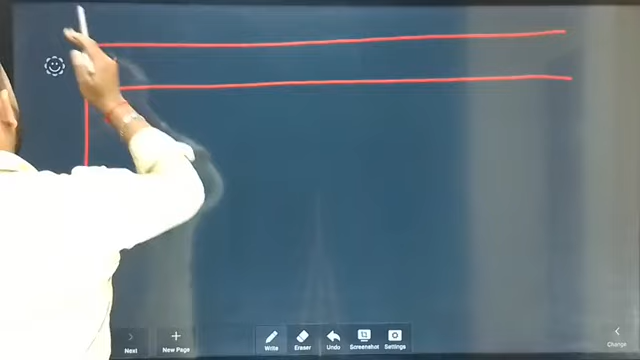 Next
New Page
Write
Eraser
Undo
Screenshot
Settings
Change